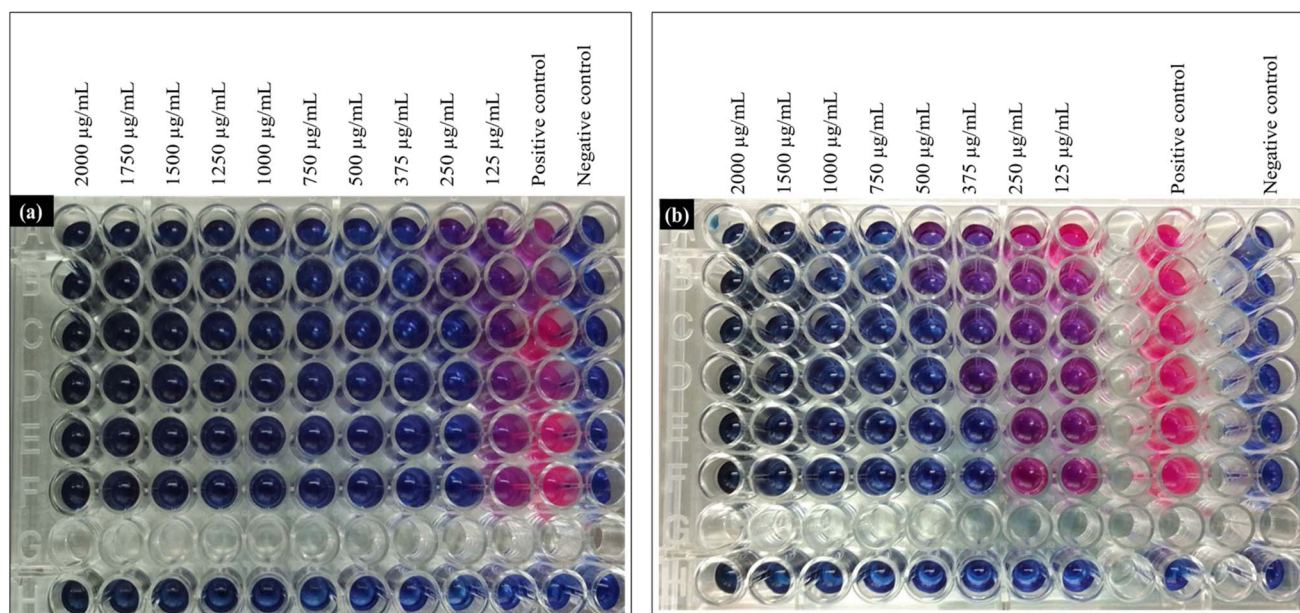 2000 µg/mL
1750 µg/mL
1500 µg/mL
1250 µg/mL
1000 µg/mL
750 µg/mL
500 µg/mL
375 µg/mL
250 µg/mL
125 µg/mL
Positive control
Negative control
(a)
A
B
C
D
E
F
G
H
2000 µg/mL
1500 µg/mL
1000 µg/mL
750 µg/mL
500 µg/mL
375 µg/mL
250 µg/mL
125 µg/mL
Positive control
Negative control
(b)
A
B
C
D
E
F
G
H